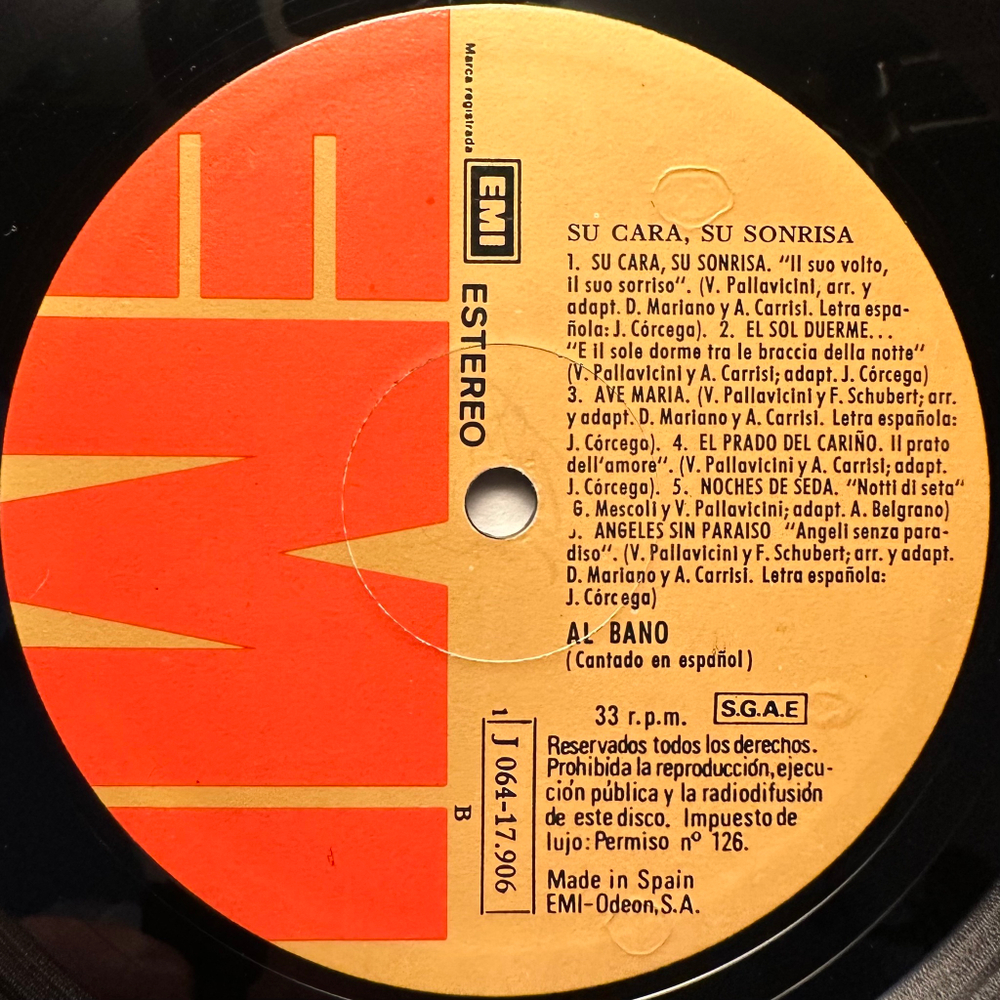 Marca registrada
EMI
ESTEREO
SU CARA, SU SONRISA
1. SU CARA, SU SONRISA. “Il suo volto,
il suo sorriso“. (V. Pallavicini, arr. y
adapt. D. Mariano y A. Carrisi. Letra espa-
ñola: J. Córcega). 2. EL SOL DUERME...
“E il sole dorme tra le braccia della notte“
(V. Pallavicini y A. Carrisi; adapt. J. Córcega)
3. AVE MARIA. (V. Pallavicini y F. Schubert; arr.
y adapt. D. Mariano y A. Carrisi. Letra española:
J. Córcego). 4. EL PRADO DEL CARIÑO. Il prato
dell'amore“. (V. Pallavicini y A. Carrisi; adapt.
J. Córcega). 5. NOCHES DE SEDA. “Notti di seta“
G. Mescoli y V. Pallavicini; adapt. A. Belgrano)
ANGELES SIN PARAISO “Angeli senza para-
diso“. (V. Pallavicini y F. Schubert; arr. y adapt.
D. Mariano y A. Carrisi. Letra española:
J. Córcega)
AL BANO
(Cantado en español)
33 r.p.m. S.G.A.E
Reservados todos los derechos.
Prohibida la reproducción, ejecu-
ción pública y la radiodifusión
de este disco. Impuesto de
lujo: Permiso nº 126.
Made in Spain
EMI-Odeon, S.A.
1 J 064-17.906
B
EMI